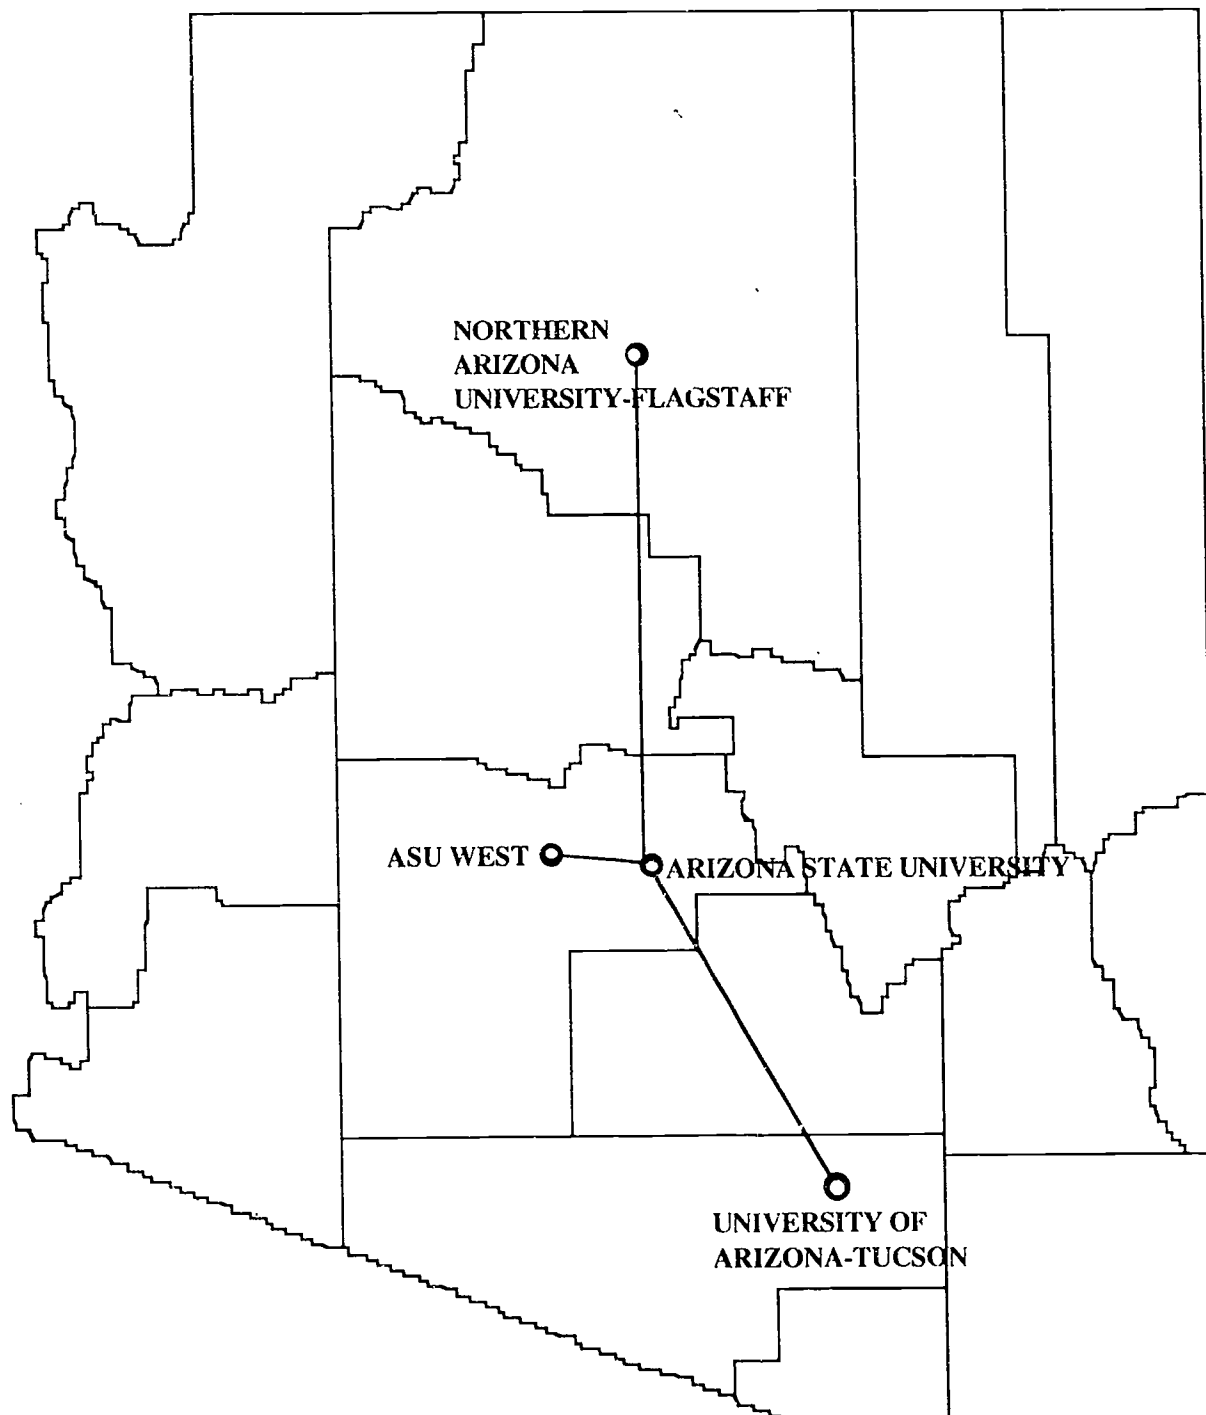 NORTHERN
ARIZONA
UNIVERSITY-FLAGSTAFF
ASU WEST
ARIZONA STATE UNIVERSITY
UNIVERSITY OF
ARIZONA-TUCSON